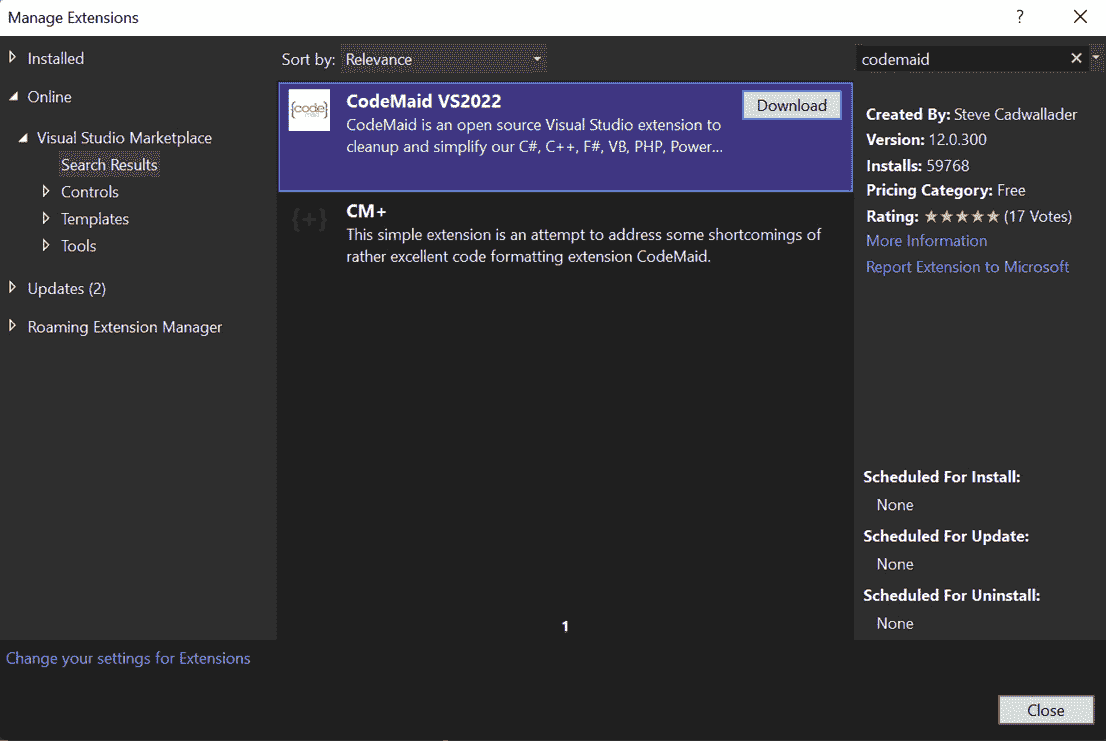 Manage Extensions
?
Installed
Online
Visual Studio Marketplace
Search Results
Controls
Templates
Tools
Updates (2)
Roaming Extension Manager
Change your settings for Extensions
Sort by: Relevance
{code}
CodeMaid VS2022
Download
CodeMaid is an open source Visual Studio extension to
cleanup and simplify our C#, C++, F#, VB, PHP, Power...
{+}
CM+
This simple extension is an attempt to address some shortcomings of
rather excellent code formatting extension CodeMaid.
1
codemaid
Created By: Steve Cadwallader
Version: 12.0.300
Installs: 59768
Pricing Category: Free
Rating: ★★★★★ (17 Votes)
More Information
Report Extension to Microsoft
Scheduled For Install:
None
Scheduled For Update:
None
Scheduled For Uninstall:
None
Close